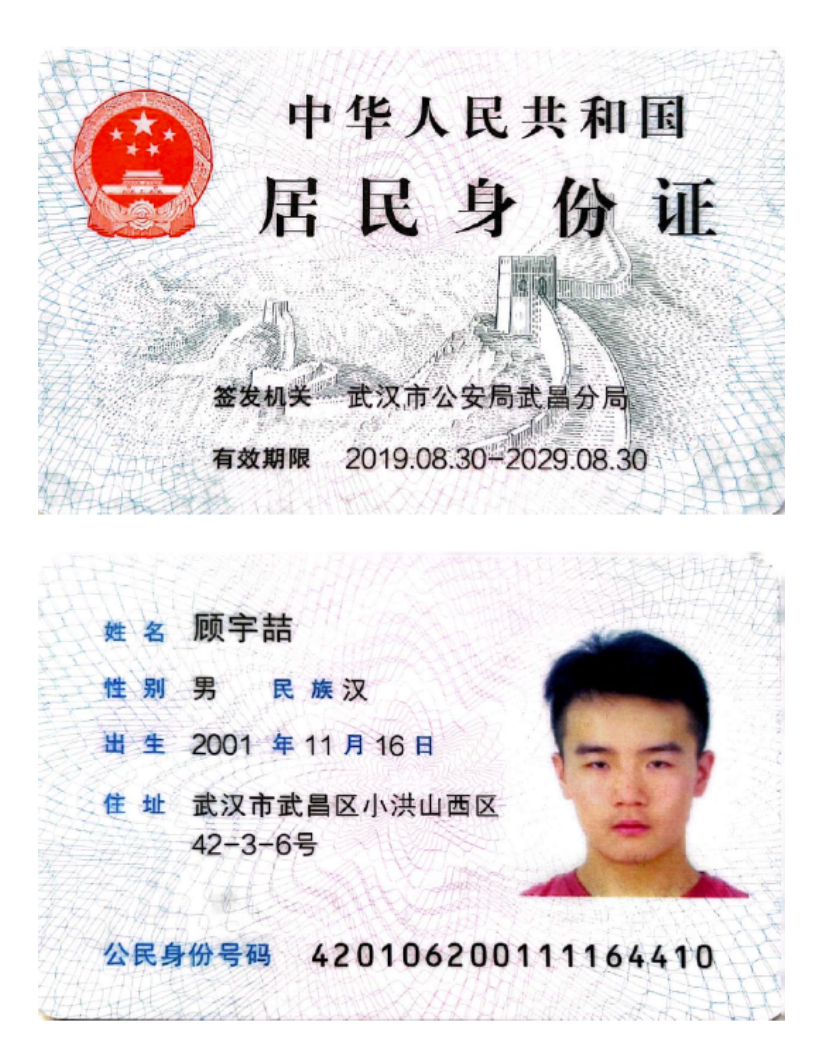 中华人民共和国
居民身份证
签发机关 武汉市公安局武昌分局
有效期限 2019.08.30-2029.08.30
姓名 顾宇喆
性别 男 民族 汉
出生 2001 年 11 月 16 日
住址 武汉市武昌区小洪山西区
42-3-6号
公民身份号码 420106200111164410